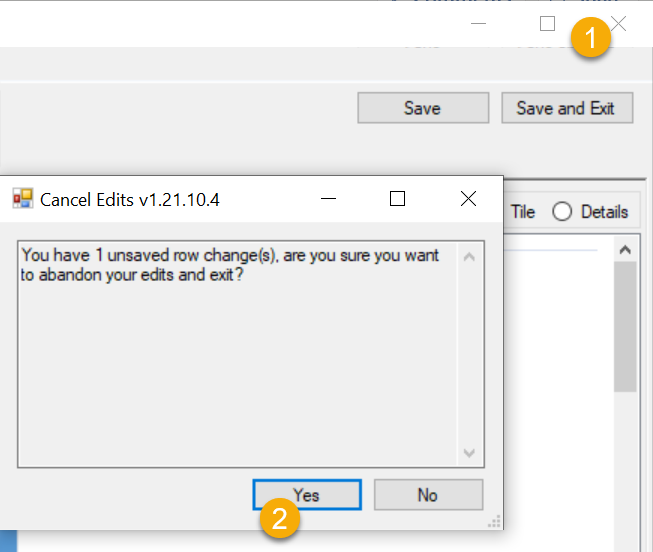 1
Save
Save and Exit
Cancel Edits v1.21.10.4
Tile
Details
You have 1 unsaved row change(s), are you sure you want
to abandon your edits and exit?
Yes
No
2